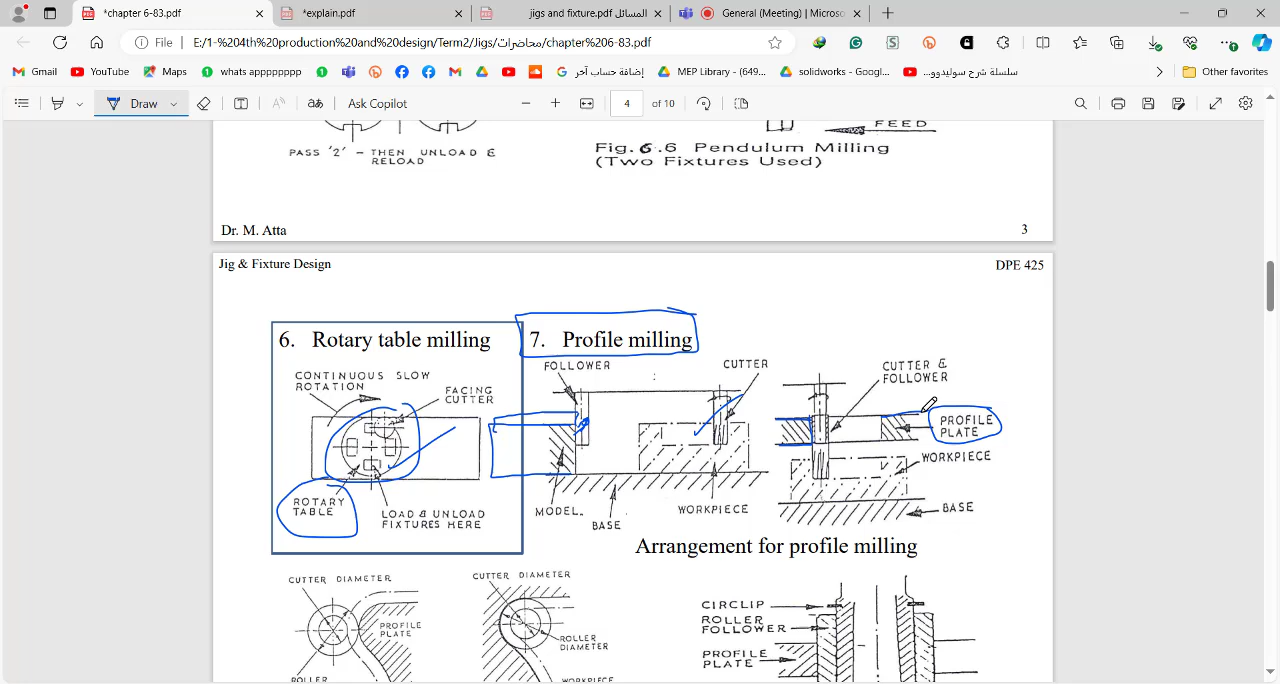 *chapter 6-83.pdf
*explain.pdf
jigs and fixture.pdf المسائل
General (Meeting) | Microso
File
E:/1-%204th%20production%20and%20design/Term2/Jigs/محاضرات/chapter%206-83.pdf
Gmail
YouTube
Maps
whats apppppppp
إضافة حساب آخر
MEP Library - (649...
solidworks - Googl...
سلسلة شرح سوليدوو...
Other favorites
Draw
Ask Copilot
4 of 10
PASS '2' - THEN UNLOAD &
RELOAD
FEED
Fig. 6.6 Pendulum Milling
(Two Fixtures Used)
Dr. M. Atta
3
Jig & Fixture Design
DPE 425
6. Rotary table milling
CONTINUOUS SLOW
ROTATION
FACING
CUTTER
ROTARY
TABLE
LOAD & UNLOAD
FIXTURES HERE
7. Profile milling
FOLLOWER
CUTTER
MODEL.
BASE
WORKPIECE
CUTTER &
FOLLOWER
PROFILE
PLATE
WORKPIECE
BASE
Arrangement for profile milling
CUTTER DIAMETER
PROFILE
PLATE
ROLLER
CUTTER DIAMETER
ROLLER
DIAMETER
WORKPIECE
CIRCLIP
ROLLER
FOLLOWER
PROFILE
PLATE